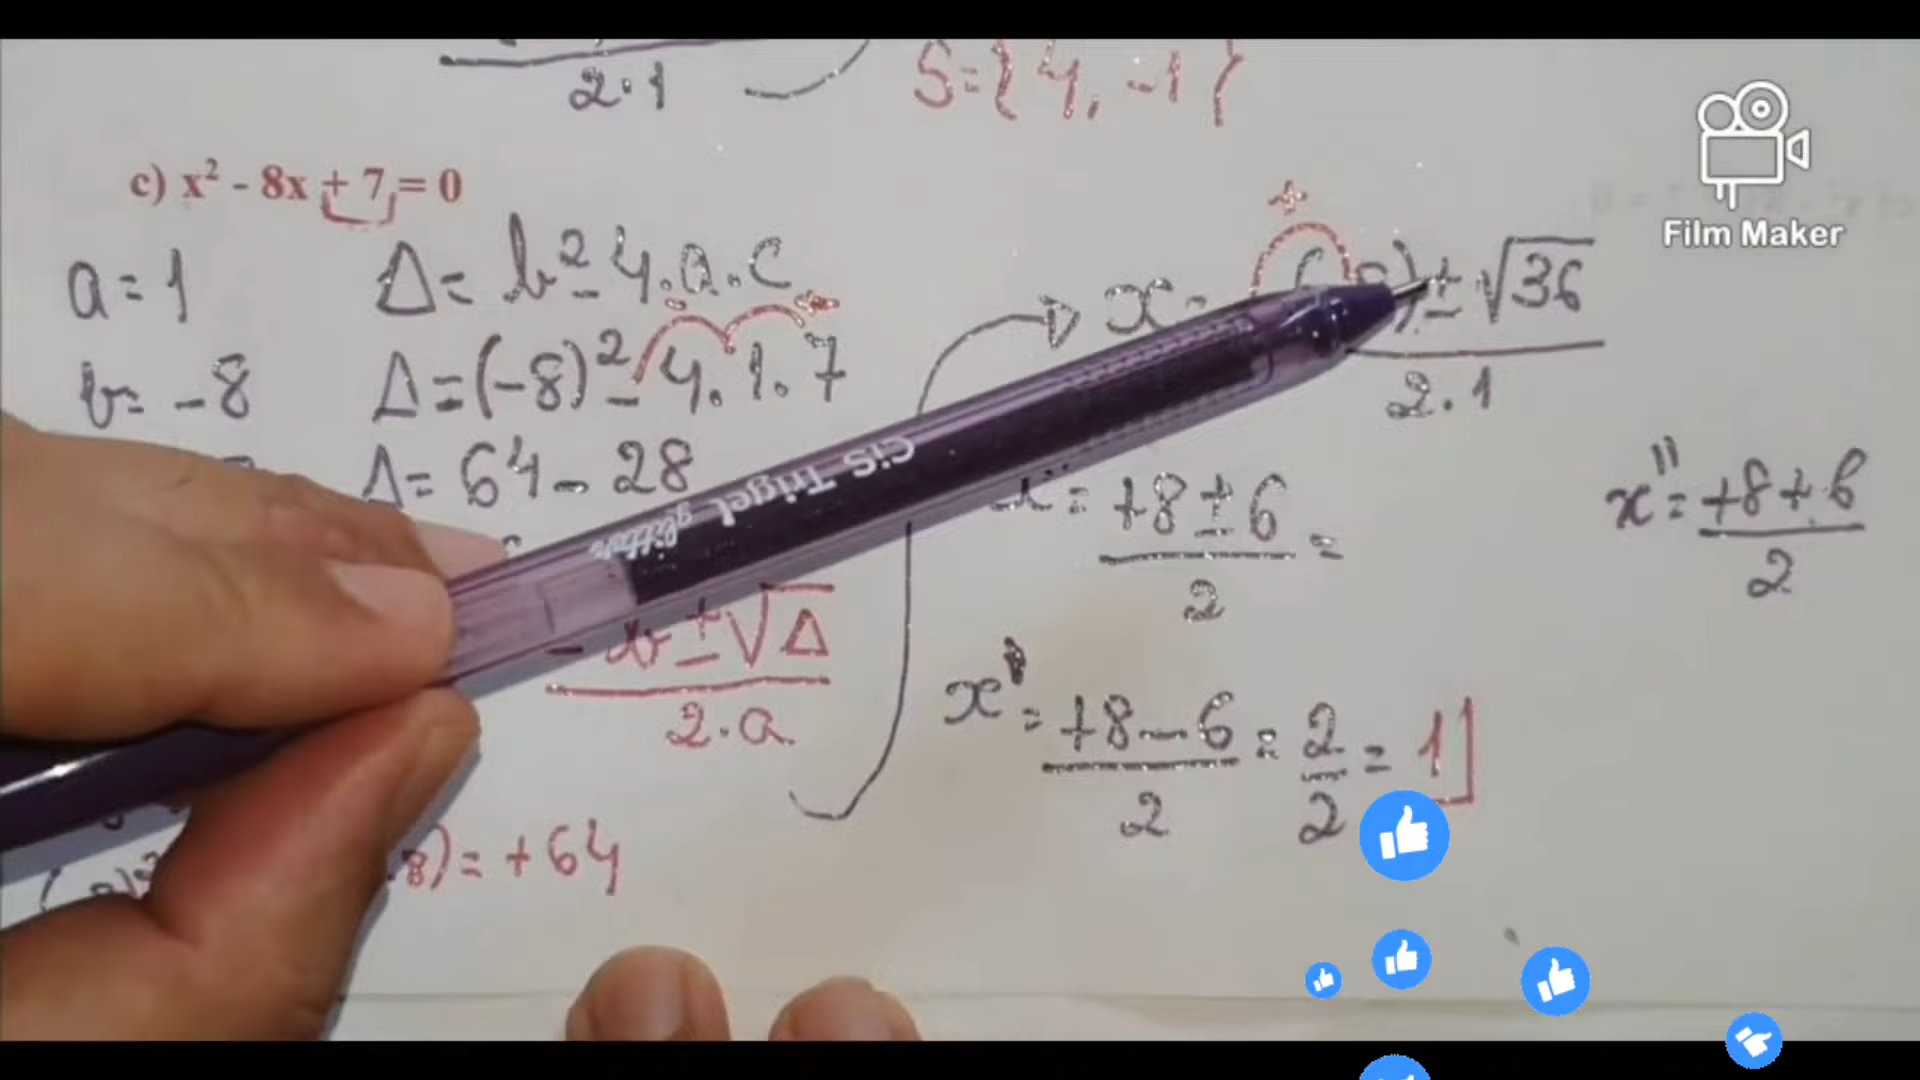 2.1
S={4, -1}
Film Maker
c) x² - 8x + 7 = 0
a=1
Δ= b²-4.a.c
+
x= (-8)±√36
2.1
b= -8
Δ=(-8)²-4.1.7
Δ= 64-28
= +8±6 =
2
x''= +8+6
2
CiS Trigel glitter
b±√Δ
2.a
x'= +8-6 = 2 = 1
2 2
8)= +64